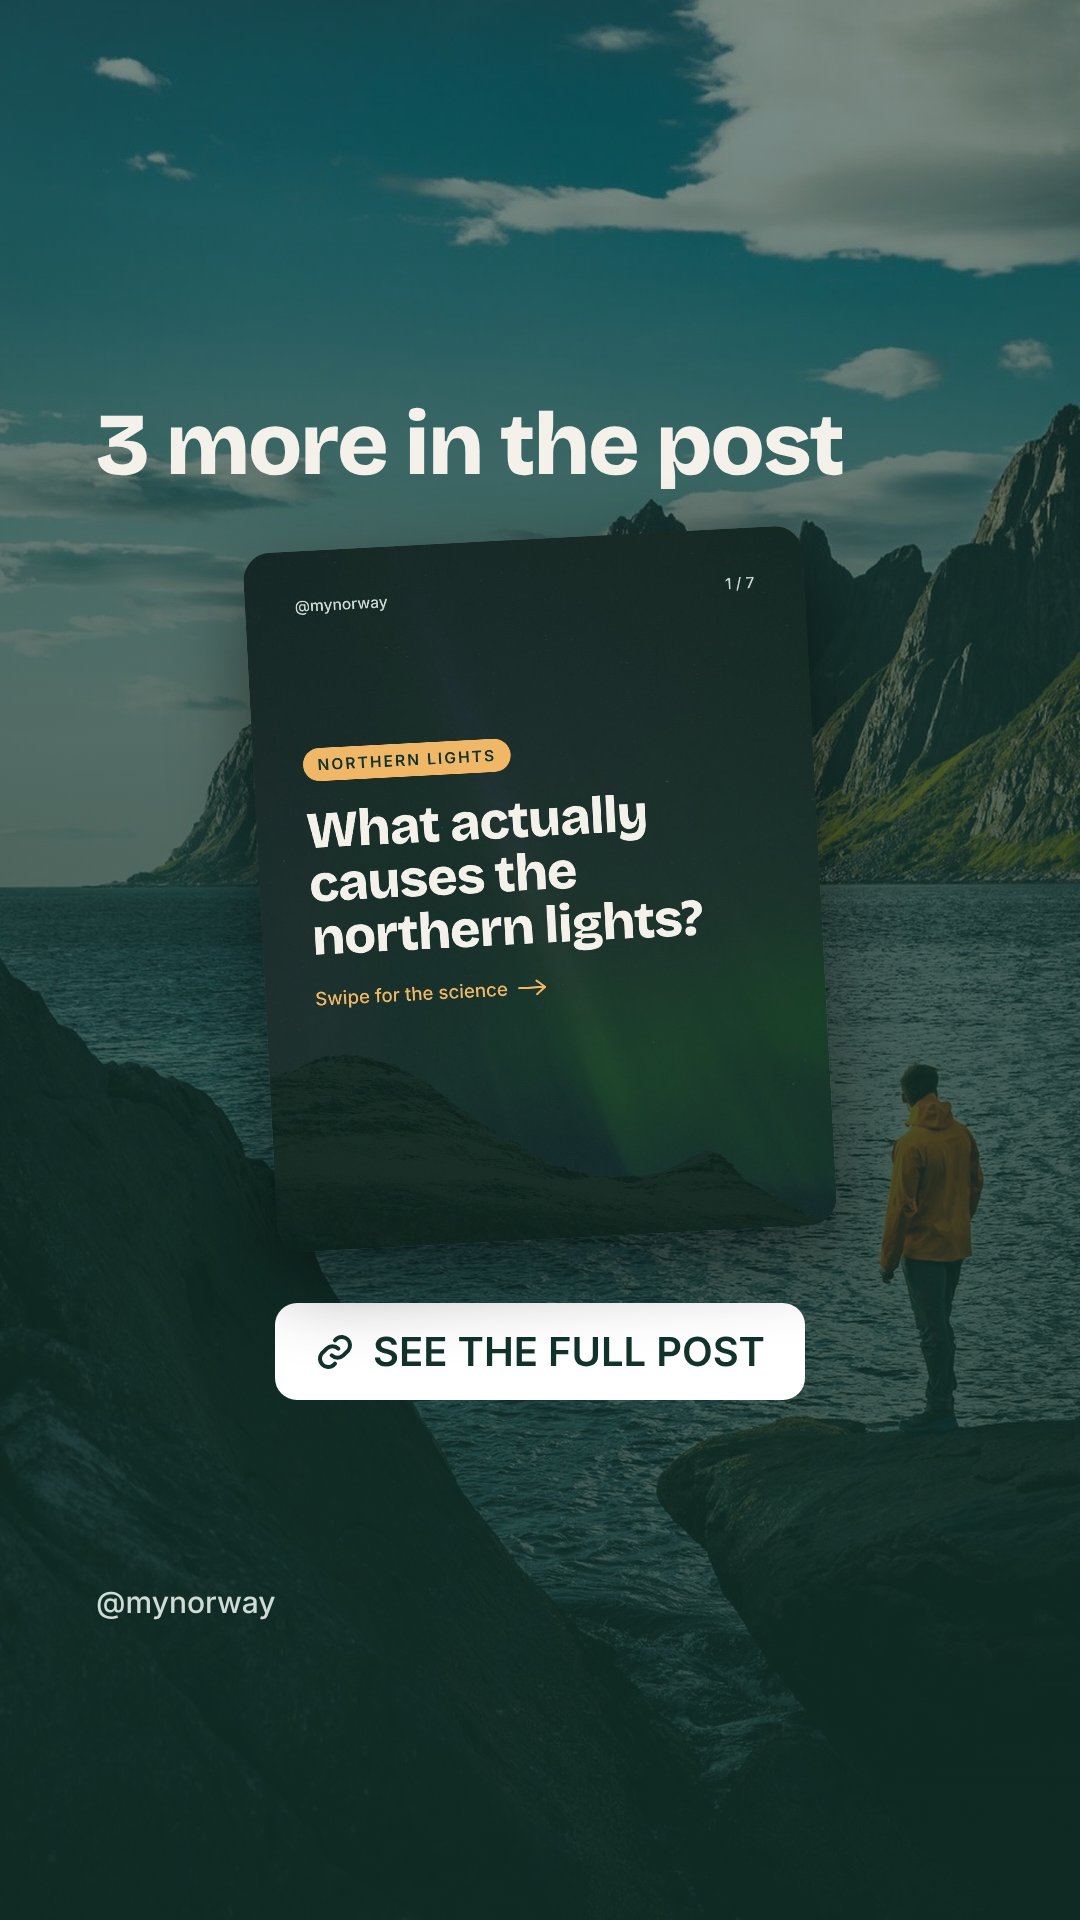 3 more in the post
@mynorway
1 / 7
NORTHERN LIGHTS
What actually
causes the
northern lights?
Swipe for the science →
SEE THE FULL POST
@mynorway